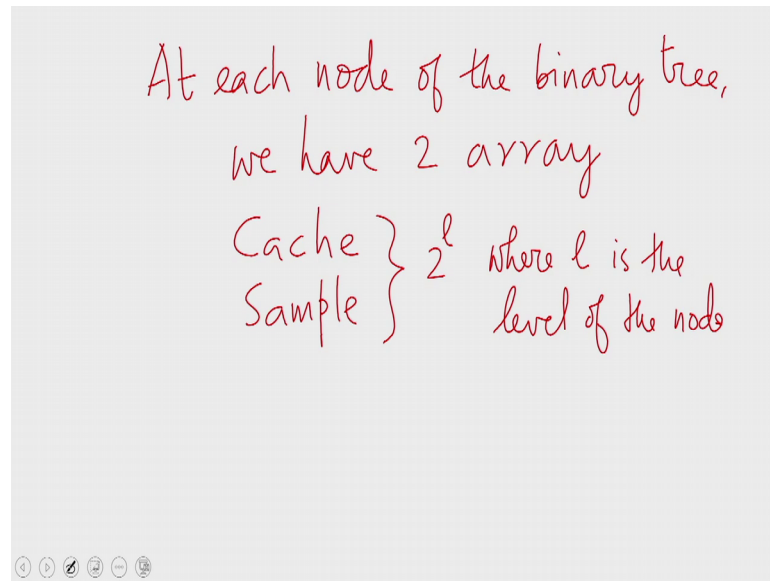 At each node of the binary tree,
we have 2 array
Cache } 2^l where l is the
Sample } level of the node